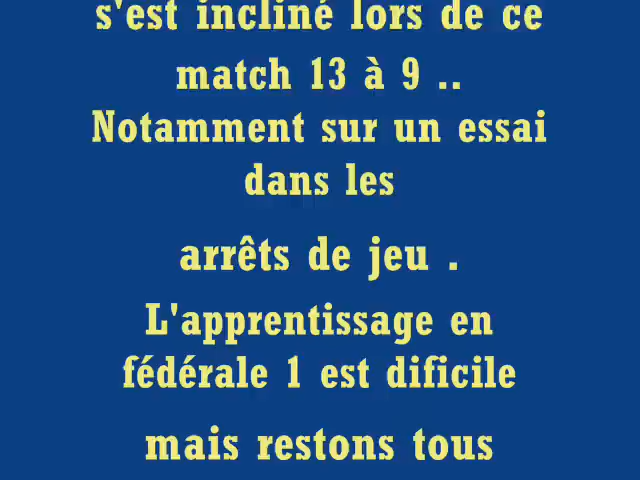 s'est incliné lors de ce
match 13 à 9 ..
Notamment sur un essai
dans les
arrêts de jeu .
L'apprentissage en
fédérale 1 est dificile
mais restons tous